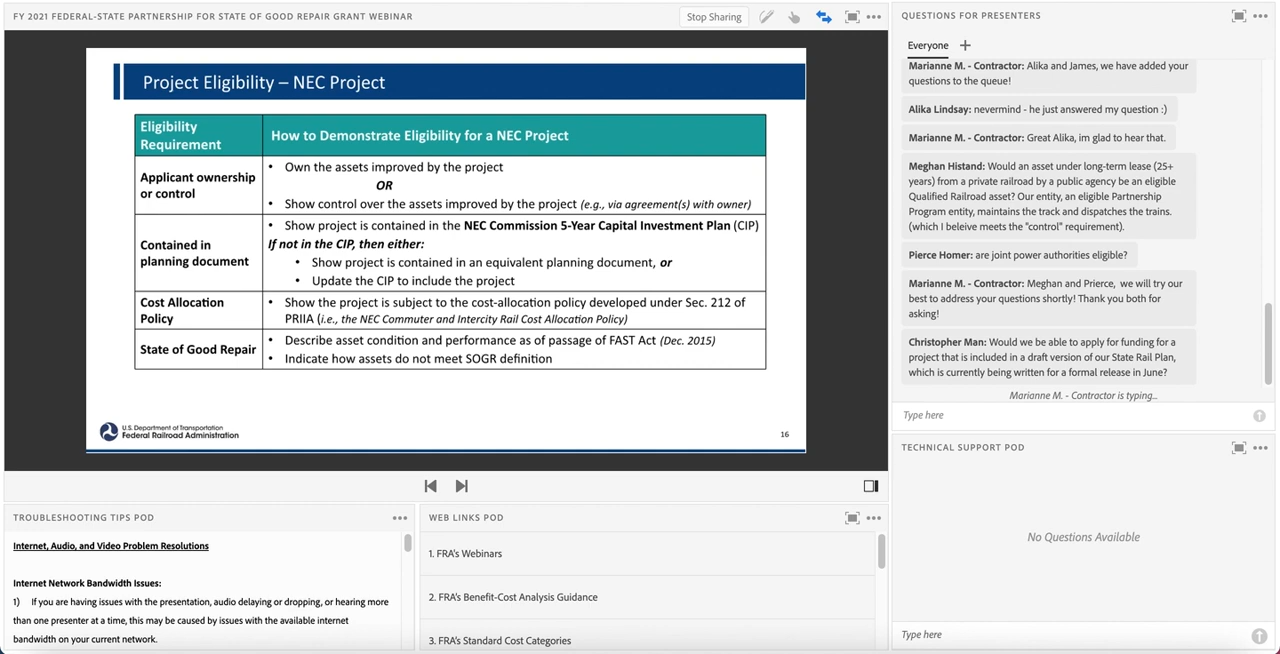 FY 2021 FEDERAL-STATE PARTNERSHIP FOR STATE OF GOOD REPAIR GRANT WEBINAR
Stop Sharing
Project Eligibility – NEC Project
Eligibility
Requirement
How to Demonstrate Eligibility for a NEC Project
Applicant ownership
or control
• Own the assets improved by the project
OR
• Show control over the assets improved by the project (e.g., via agreement(s) with owner)
Contained in
planning document
• Show project is contained in the NEC Commission 5-Year Capital Investment Plan (CIP)
If not in the CIP, then either:
• Show project is contained in an equivalent planning document, or
• Update the CIP to include the project
Cost Allocation
Policy
• Show the project is subject to the cost-allocation policy developed under Sec. 212 of
PRIIA (i.e., the NEC Commuter and Intercity Rail Cost Allocation Policy)
State of Good Repair
• Describe asset condition and performance as of passage of FAST Act (Dec. 2015)
• Indicate how assets do not meet SOGR definition
U.S. Department of Transportation
Federal Railroad Administration
16
TROUBLESHOOTING TIPS POD
Internet, Audio, and Video Problem Resolutions
Internet Network Bandwidth Issues:
1) If you are having issues with the presentation, audio delaying or dropping, or hearing more
than one presenter at a time, this may be caused by issues with the available internet
bandwidth on your current network.
WEB LINKS POD
1. FRA's Webinars
2. FRA's Benefit-Cost Analysis Guidance
3. FRA's Standard Cost Categories
QUESTIONS FOR PRESENTERS
Everyone
Marianne M. - Contractor: Alika and James, we have added your
questions to the queue!
Alika Lindsay: nevermind - he just answered my question :)
Marianne M. - Contractor: Great Alika, im glad to hear that.
Meghan Histand: Would an asset under long-term lease (25+
years) from a private railroad by a public agency be an eligible
Qualified Railroad asset? Our entity, an eligible Partnership
Program entity, maintains the track and dispatches the trains.
(which I beleive meets the "control" requirement).
Pierce Homer: are joint power authorities eligible?
Marianne M. - Contractor: Meghan and Prierce, we will try our
best to address your questions shortly! Thank you both for
asking!
Christopher Man: Would we be able to apply for funding for a
project that is included in a draft version of our State Rail Plan,
which is currently being written for a formal release in June?
Marianne M. - Contractor is typing...
Type here
TECHNICAL SUPPORT POD
No Questions Available
Type here